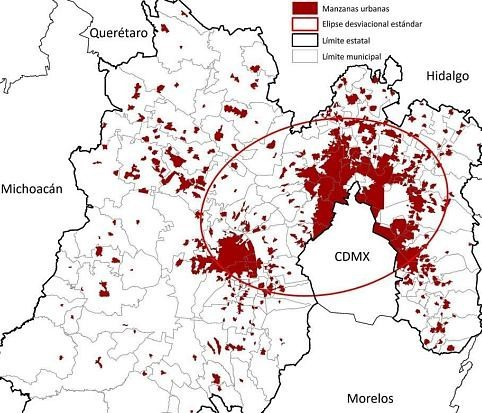 Manzanas urbanas
Elipse desviacional estándar
Límite estatal
Límite municipal
Querétaro
Hidalgo
Michoacán
CDMX
Morelos